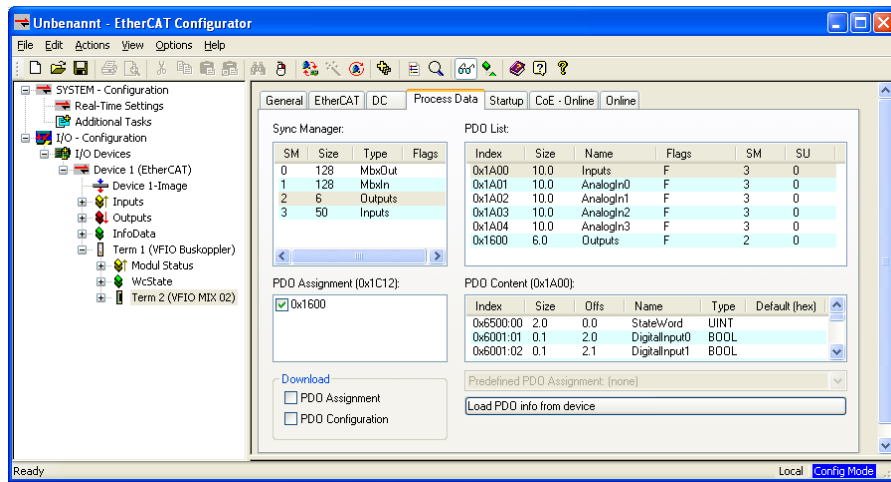 Unbenannt - EtherCAT Configurator
File Edit Actions View Options Help
SYSTEM - Configuration
Real-Time Settings
Additional Tasks
I/O - Configuration
I/O Devices
Device 1 (EtherCAT)
Device 1-Image
Inputs
Outputs
InfoData
Term 1 (VFIO Buskoppler)
Modul Status
WcState
Term 2 (VFIO MIX 02)
General EtherCAT DC Process Data Startup CoE - Online Online
Sync Manager:
SM Size Type Flags
0 128 MbxOut
1 128 MbxIn
2 6 Outputs
3 50 Inputs
PDO List:
Index Size Name Flags SM SU
0x1A00 10.0 Inputs F 3 0
0x1A01 10.0 AnalogIn0 F 3 0
0x1A02 10.0 AnalogIn1 F 3 0
0x1A03 10.0 AnalogIn2 F 3 0
0x1A04 10.0 AnalogIn3 F 3 0
0x1600 6.0 Outputs F 2 0
PDO Assignment (0x1C12):
0x1600
PDO Content (0x1A00):
Index Size Offs Name Type Default (hex)
0x6500:00 2.0 0.0 StateWord UINT
0x6001:01 0.1 2.0 DigitalInput0 BOOL
0x6001:02 0.1 2.1 DigitalInput1 BOOL
Download
PDO Assignment
PDO Configuration
Predefined PDO Assignment: (none)
Load PDO info from device
Ready Local Config Mode